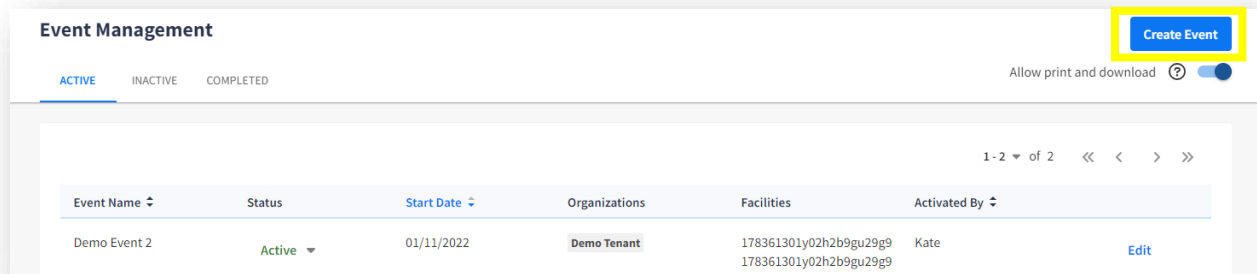 Event Management
Create Event
Allow print and download ?
ACTIVE INACTIVE COMPLETED
1 - 2 of 2
Event Name Status Start Date Organizations Facilities Activated By
Demo Event 2 Active 01/11/2022 Demo Tenant 178361301y02h2b9gu29g9 Kate Edit
178361301y02h2b9gu29g9